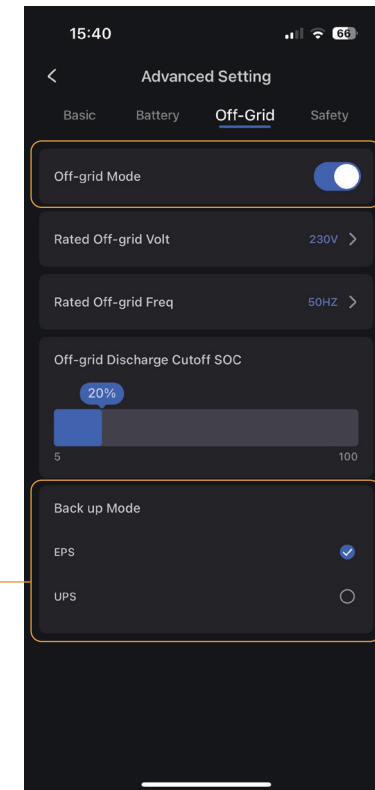 15:40
66
Advanced Setting
Basic Battery Off-Grid Safety
Off-grid Mode
Rated Off-grid Volt 230V
Rated Off-grid Freq 50HZ
Off-grid Discharge Cutoff SOC
20%
5 100
Back up Mode
EPS
UPS